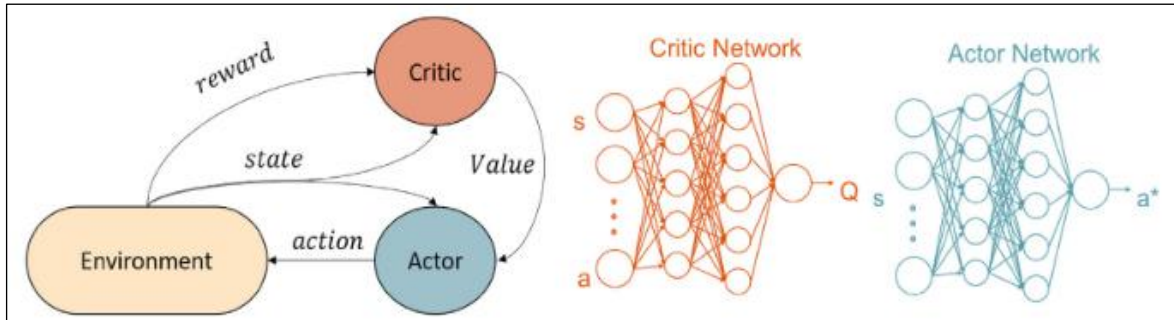 reward
Critic
state
Value
Environment
action
Actor
Critic Network
s
a
Q
Actor Network
s
a*